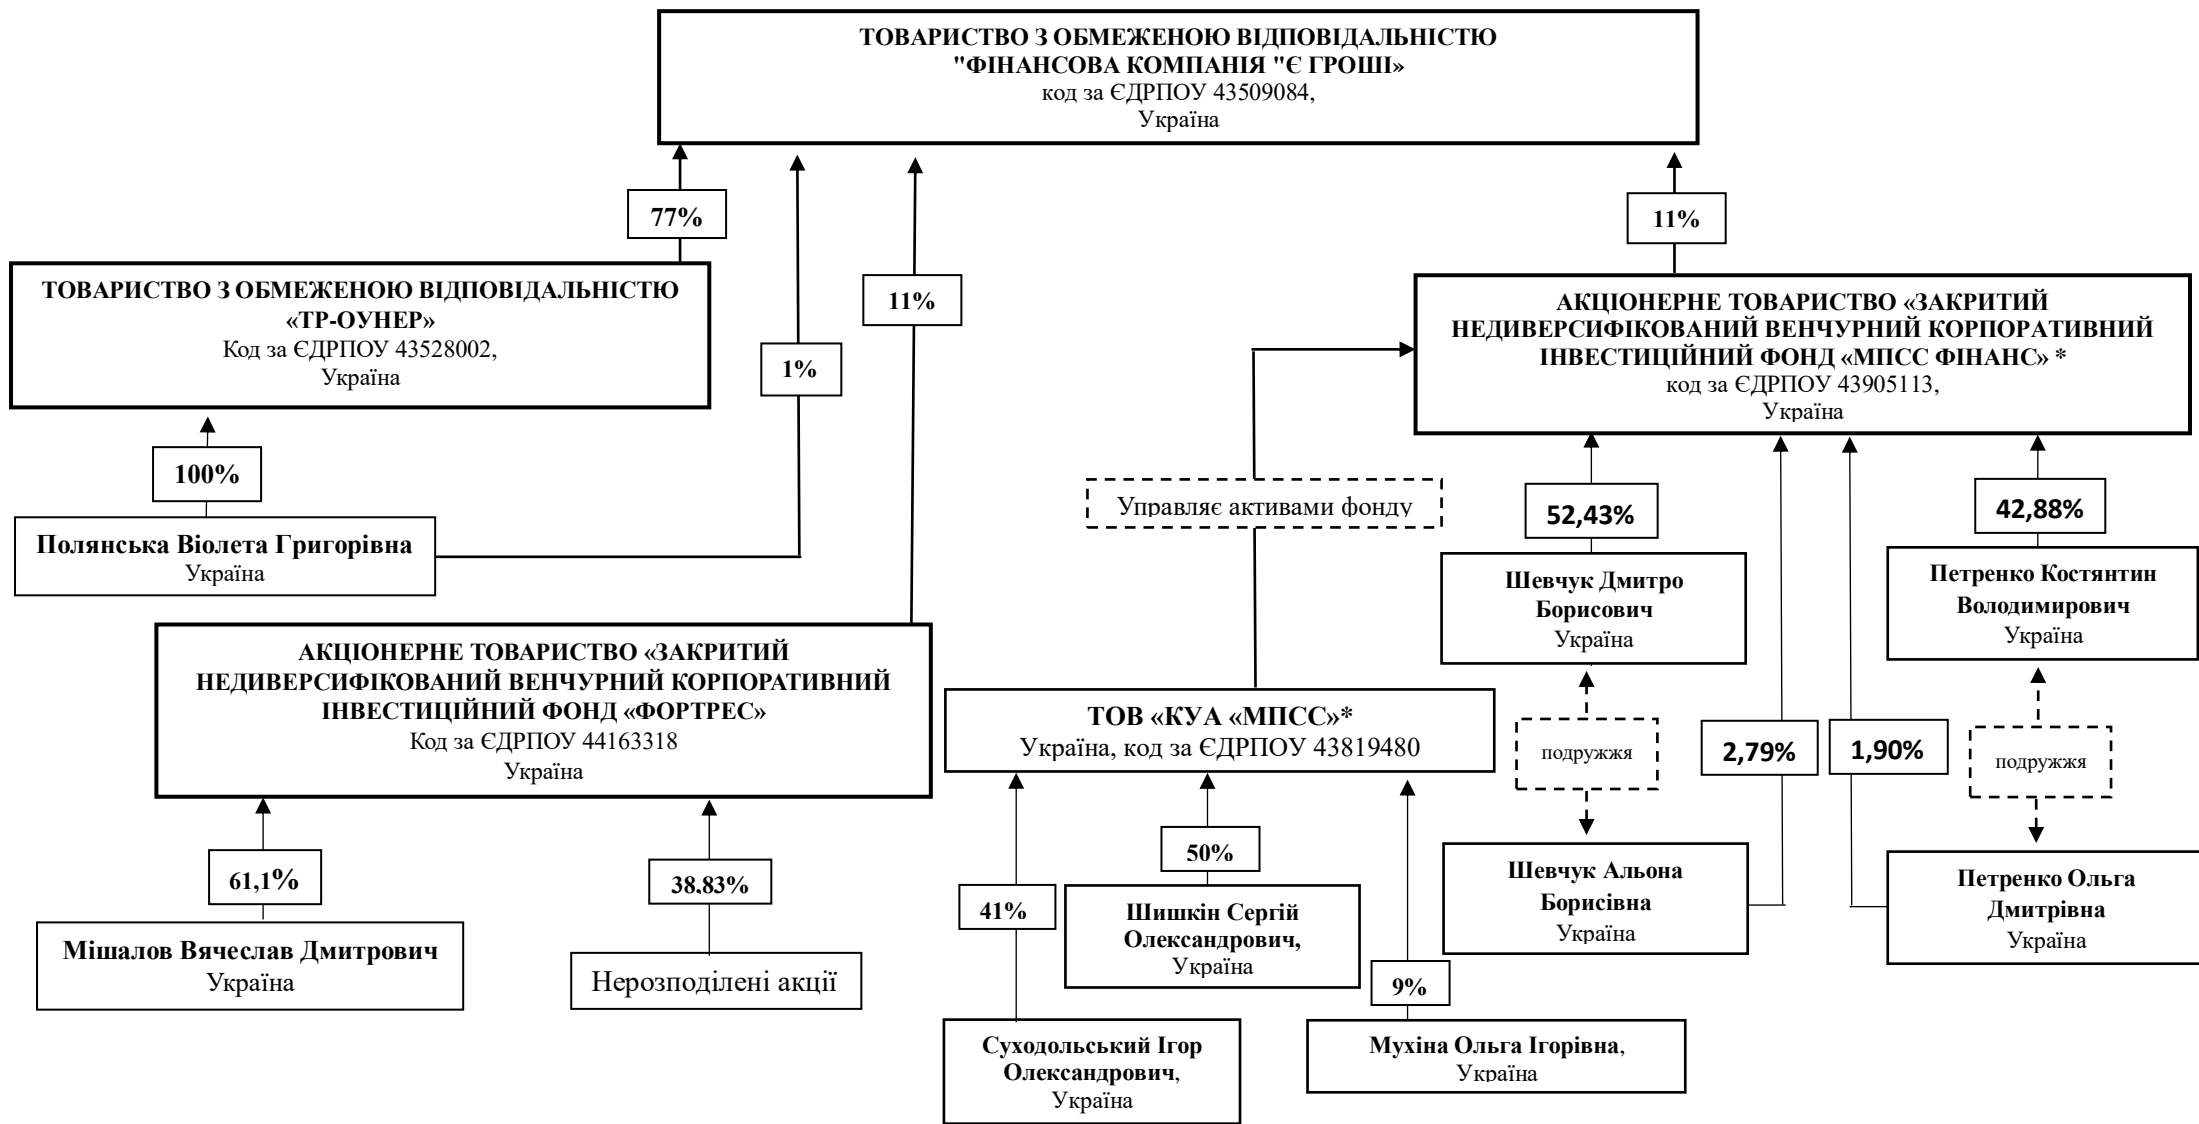 ТОВАРИСТВО З ОБМЕЖЕНОЮ ВІДПОВІДАЛЬНІСТЮ
"ФІНАНСОВА КОМПАНІЯ "Є ГРОШІ»
код за ЄДРПОУ 43509084,
Україна
77%
11%
ТОВАРИСТВО З ОБМЕЖЕНОЮ ВІДПОВІДАЛЬНІСТЮ
«ТР-ОУНЕР»
Код за ЄДРПОУ 43528002,
Україна
11%
1%
АКЦІОНЕРНЕ ТОВАРИСТВО «ЗАКРИТИЙ
НЕДИВЕРСИФІКОВАНИЙ ВЕНЧУРНИЙ КОРПОРАТИВНИЙ
ІНВЕСТИЦІЙНИЙ ФОНД «МПСС ФІНАНС» *
код за ЄДРПОУ 43905113,
Україна
100%
Управляє активами фонду
52,43%
42,88%
Полянська Віолета Григорівна
Україна
Шевчук Дмитро
Борисович
Україна
Петренко Костянтин
Володимирович
Україна
АКЦІОНЕРНЕ ТОВАРИСТВО «ЗАКРИТИЙ
НЕДИВЕРСИФІКОВАНИЙ ВЕНЧУРНИЙ КОРПОРАТИВНИЙ
ІНВЕСТИЦІЙНИЙ ФОНД «ФОРТРЕС»
Код за ЄДРПОУ 44163318
Україна
ТОВ «КУА «МПСС»*
Україна, код за ЄДРПОУ 43819480
подружжя
2,79%
1,90%
подружжя
61,1%
38,83%
41%
50%
Шевчук Альона
Борисівна
Україна
Петренко Ольга
Дмитрівна
Україна
Мішалов Вячеслав Дмитрович
Україна
Нерозподілені акції
Шишкін Сергій
Олександрович,
Україна
9%
Суходольський Ігор
Олександрович,
Україна
Мухіна Ольга Ігорівна,
Україна